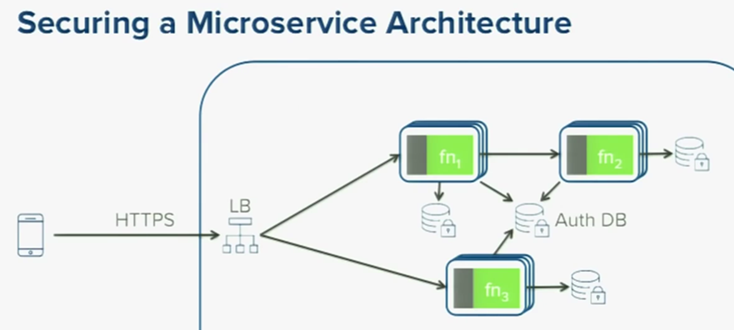 Securing a Microservice Architecture
HTTPS
LB
fn1
fn2
Auth DB
fn3